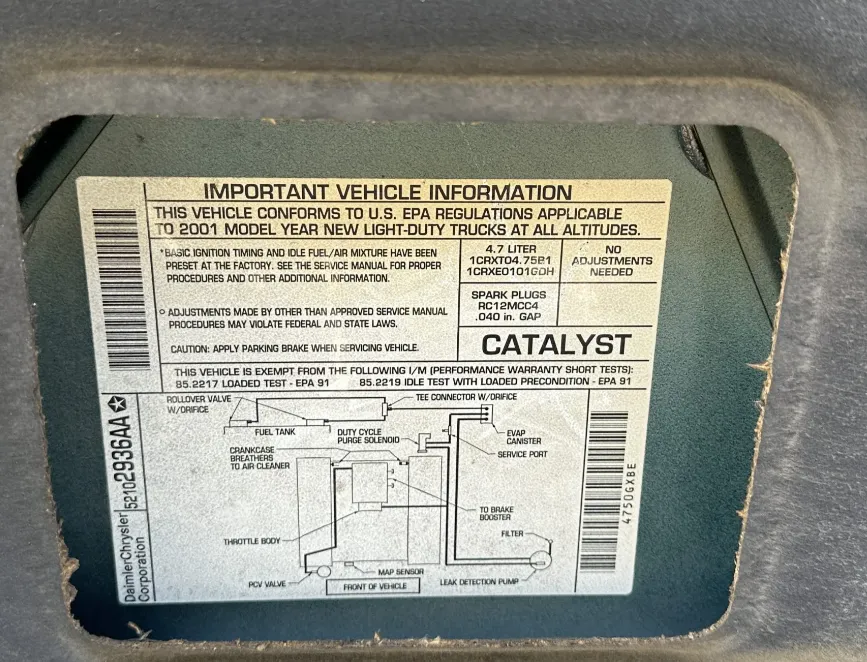 IMPORTANT VEHICLE INFORMATION
THIS VEHICLE CONFORMS TO U.S. EPA REGULATIONS APPLICABLE
TO 2001 MODEL YEAR NEW LIGHT-DUTY TRUCKS AT ALL ALTITUDES.
*BASIC IGNITION TIMING AND IDLE FUEL/AIR MIXTURE HAVE BEEN
PRESET AT THE FACTORY. SEE THE SERVICE MANUAL FOR PROPER
PROCEDURES AND OTHER ADDITIONAL INFORMATION.
ADJUSTMENTS MADE BY OTHER THAN APPROVED SERVICE MANUAL
PROCEDURES MAY VIOLATE FEDERAL AND STATE LAWS.
CAUTION: APPLY PARKING BRAKE WHEN SERVICING VEHICLE.
4.7 LITER
1CRXT04.75B1
1CRXE0101GDH
NO
ADJUSTMENTS
NEEDED
SPARK PLUGS
RC12MCC4
.040 in. GAP
CATALYST
THIS VEHICLE IS EXEMPT FROM THE FOLLOWING I/M (PERFORMANCE WARRANTY SHORT TESTS):
85.2217 LOADED TEST - EPA 91 85.2219 IDLE TEST WITH LOADED PRECONDITION - EPA 91
ROLLOVER VALVE
W/ORIFICE
TEE CONNECTOR W/ORIFICE
FUEL TANK
DUTY CYCLE
PURGE SOLENOID
EVAP
CANISTER
SERVICE PORT
CRANKCASE
BREATHERS
TO AIR CLEANER
TO BRAKE
BOOSTER
THROTTLE BODY
FILTER
MAP SENSOR
PCV VALVE
FRONT OF VEHICLE
LEAK DETECTION PUMP
DaimlerChrysler
Corporation
52102936AA
4750GXBE